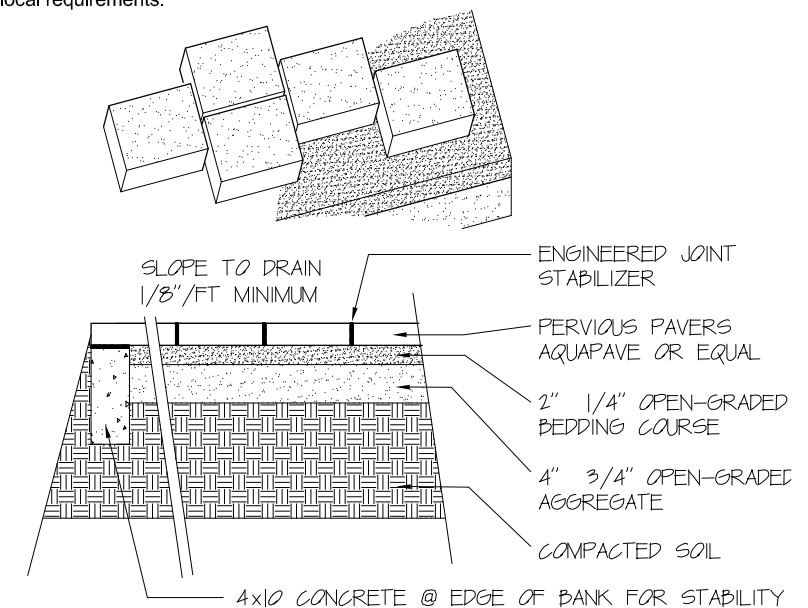 local requirements.
SLOPE TO DRAIN
1/8"/FT MINIMUM
ENGINEERED JOINT
STABILIZER
PERVIOUS PAVERS
AQUAPAVE OR EQUAL
2" 1/4" OPEN-GRADED
BEDDING COURSE
4" 3/4" OPEN-GRADED
AGGREGATE
COMPACTED SOIL
4x10 CONCRETE @ EDGE OF BANK FOR STABILITY